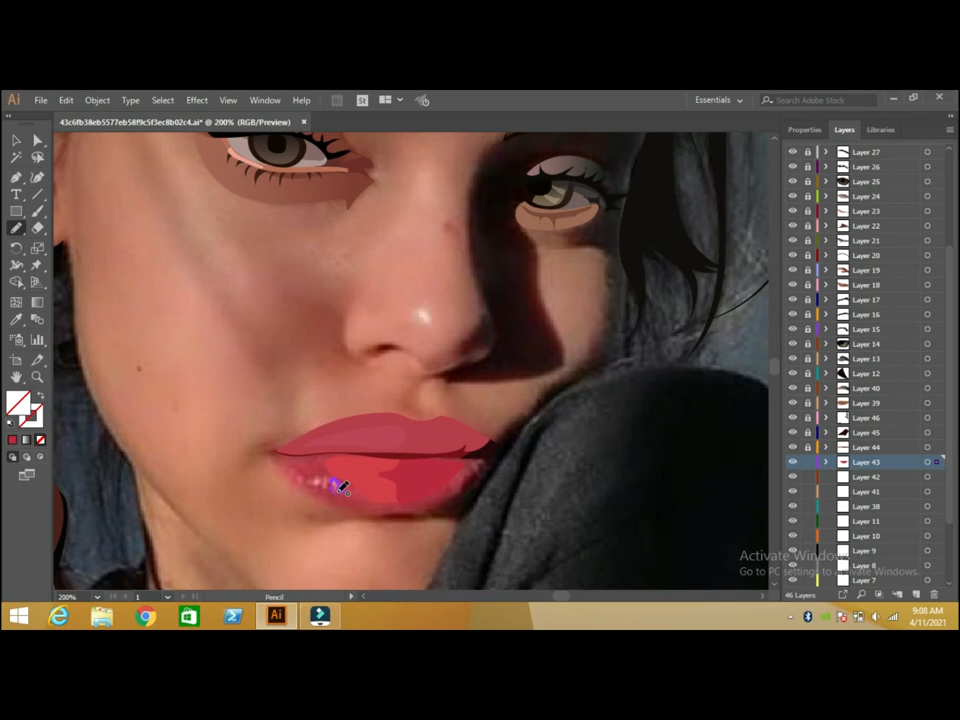 Ai File Edit Object Type Select Effect View Window Help Br St Essentials Search Adobe Stock
43c6fb38eb5577eb58f9c5f3ec8b02c4.ai* @ 200% (RGB/Preview) ×
Properties Layers Libraries
Layer 27
Layer 26
Layer 25
Layer 24
Layer 23
Layer 22
Layer 21
Layer 20
Layer 19
Layer 18
Layer 17
Layer 16
Layer 15
Layer 14
Layer 13
Layer 12
Layer 40
Layer 39
Layer 46
Layer 45
Layer 44
Layer 43
Layer 42
Layer 41
Layer 38
Layer 11
Layer 10
Layer 9
Layer 8
Layer 7
Activate Windows
Go to PC settings to activate Windows.
46 Layers
200% 1 Pencil
Ai
9:08 AM
4/11/2021